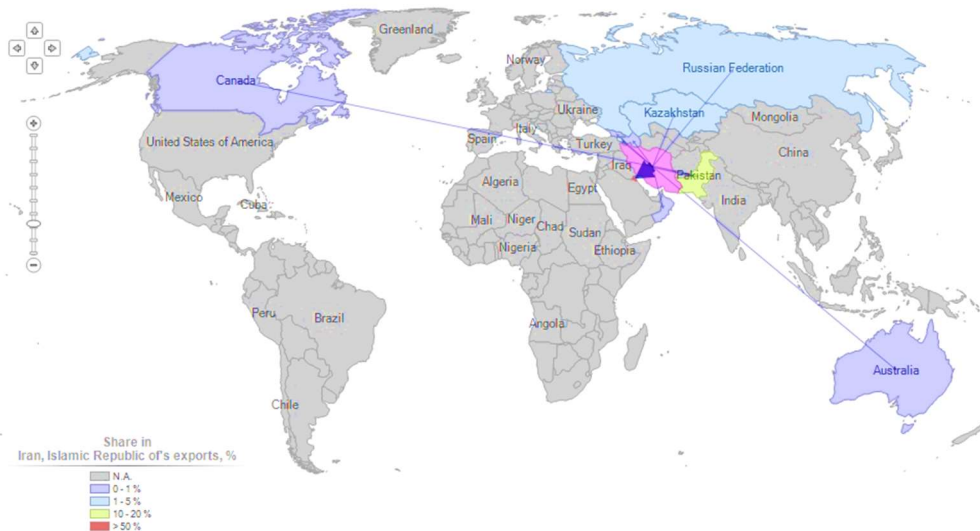 Greenland
Norway
Russian Federation
Canada
Kazakhstan
Ukraine
Mongolia
Italy
Spain
United States of America
Turkey
China
Iraq
Pakistan
Algeria
Egypt
Mexico
India
Cuba
Mali
Niger
Chad
Sudan
Nigeria
Ethiopia
Peru
Brazil
Angola
Australia
Chile
Share in
Iran, Islamic Republic of's exports, %
N.A.
0 - 1 %
1 - 5 %
10 - 20 %
> 50 %